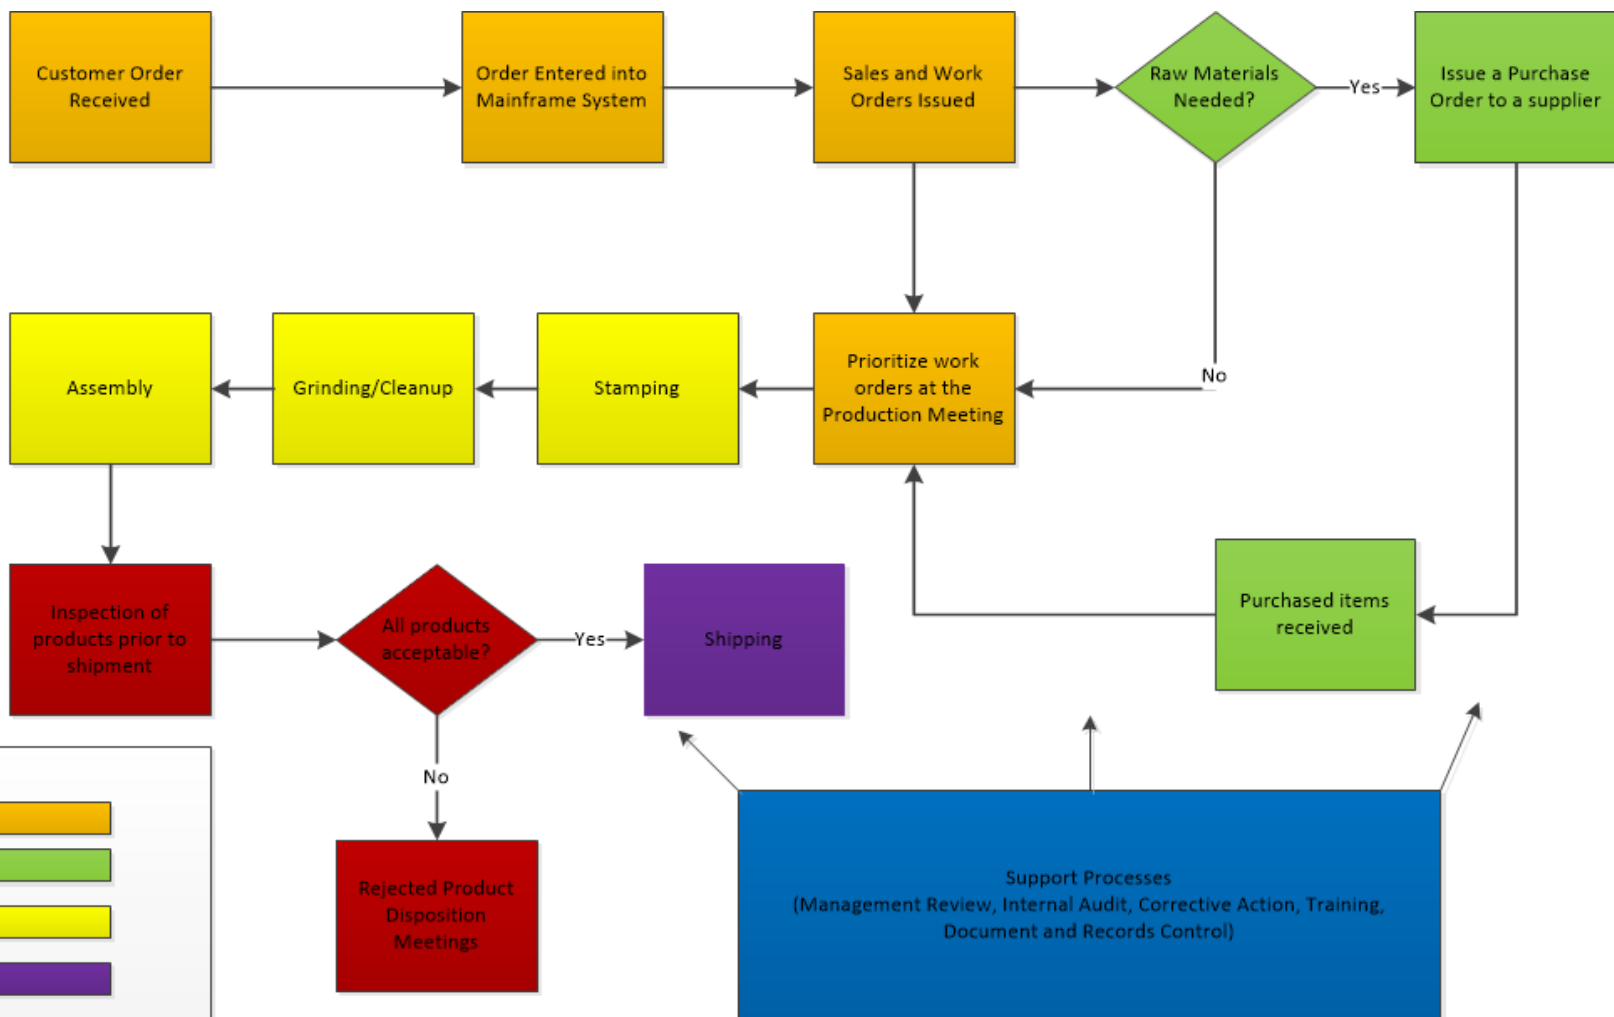 Customer Order
Received
Order Entered into
Mainframe System
Sales and Work
Orders Issued
Raw Materials
Needed?
Yes
Issue a Purchase
Order to a supplier
Assembly
Grinding/Cleanup
Stamping
Prioritize work
orders at the
Production Meeting
No
Inspection of
products prior to
shipment
All products
acceptable?
Yes
Shipping
Purchased items
received
No
Rejected Product
Disposition
Meetings
Support Processes
(Management Review, Internal Audit, Corrective Action, Training,
Document and Records Control)